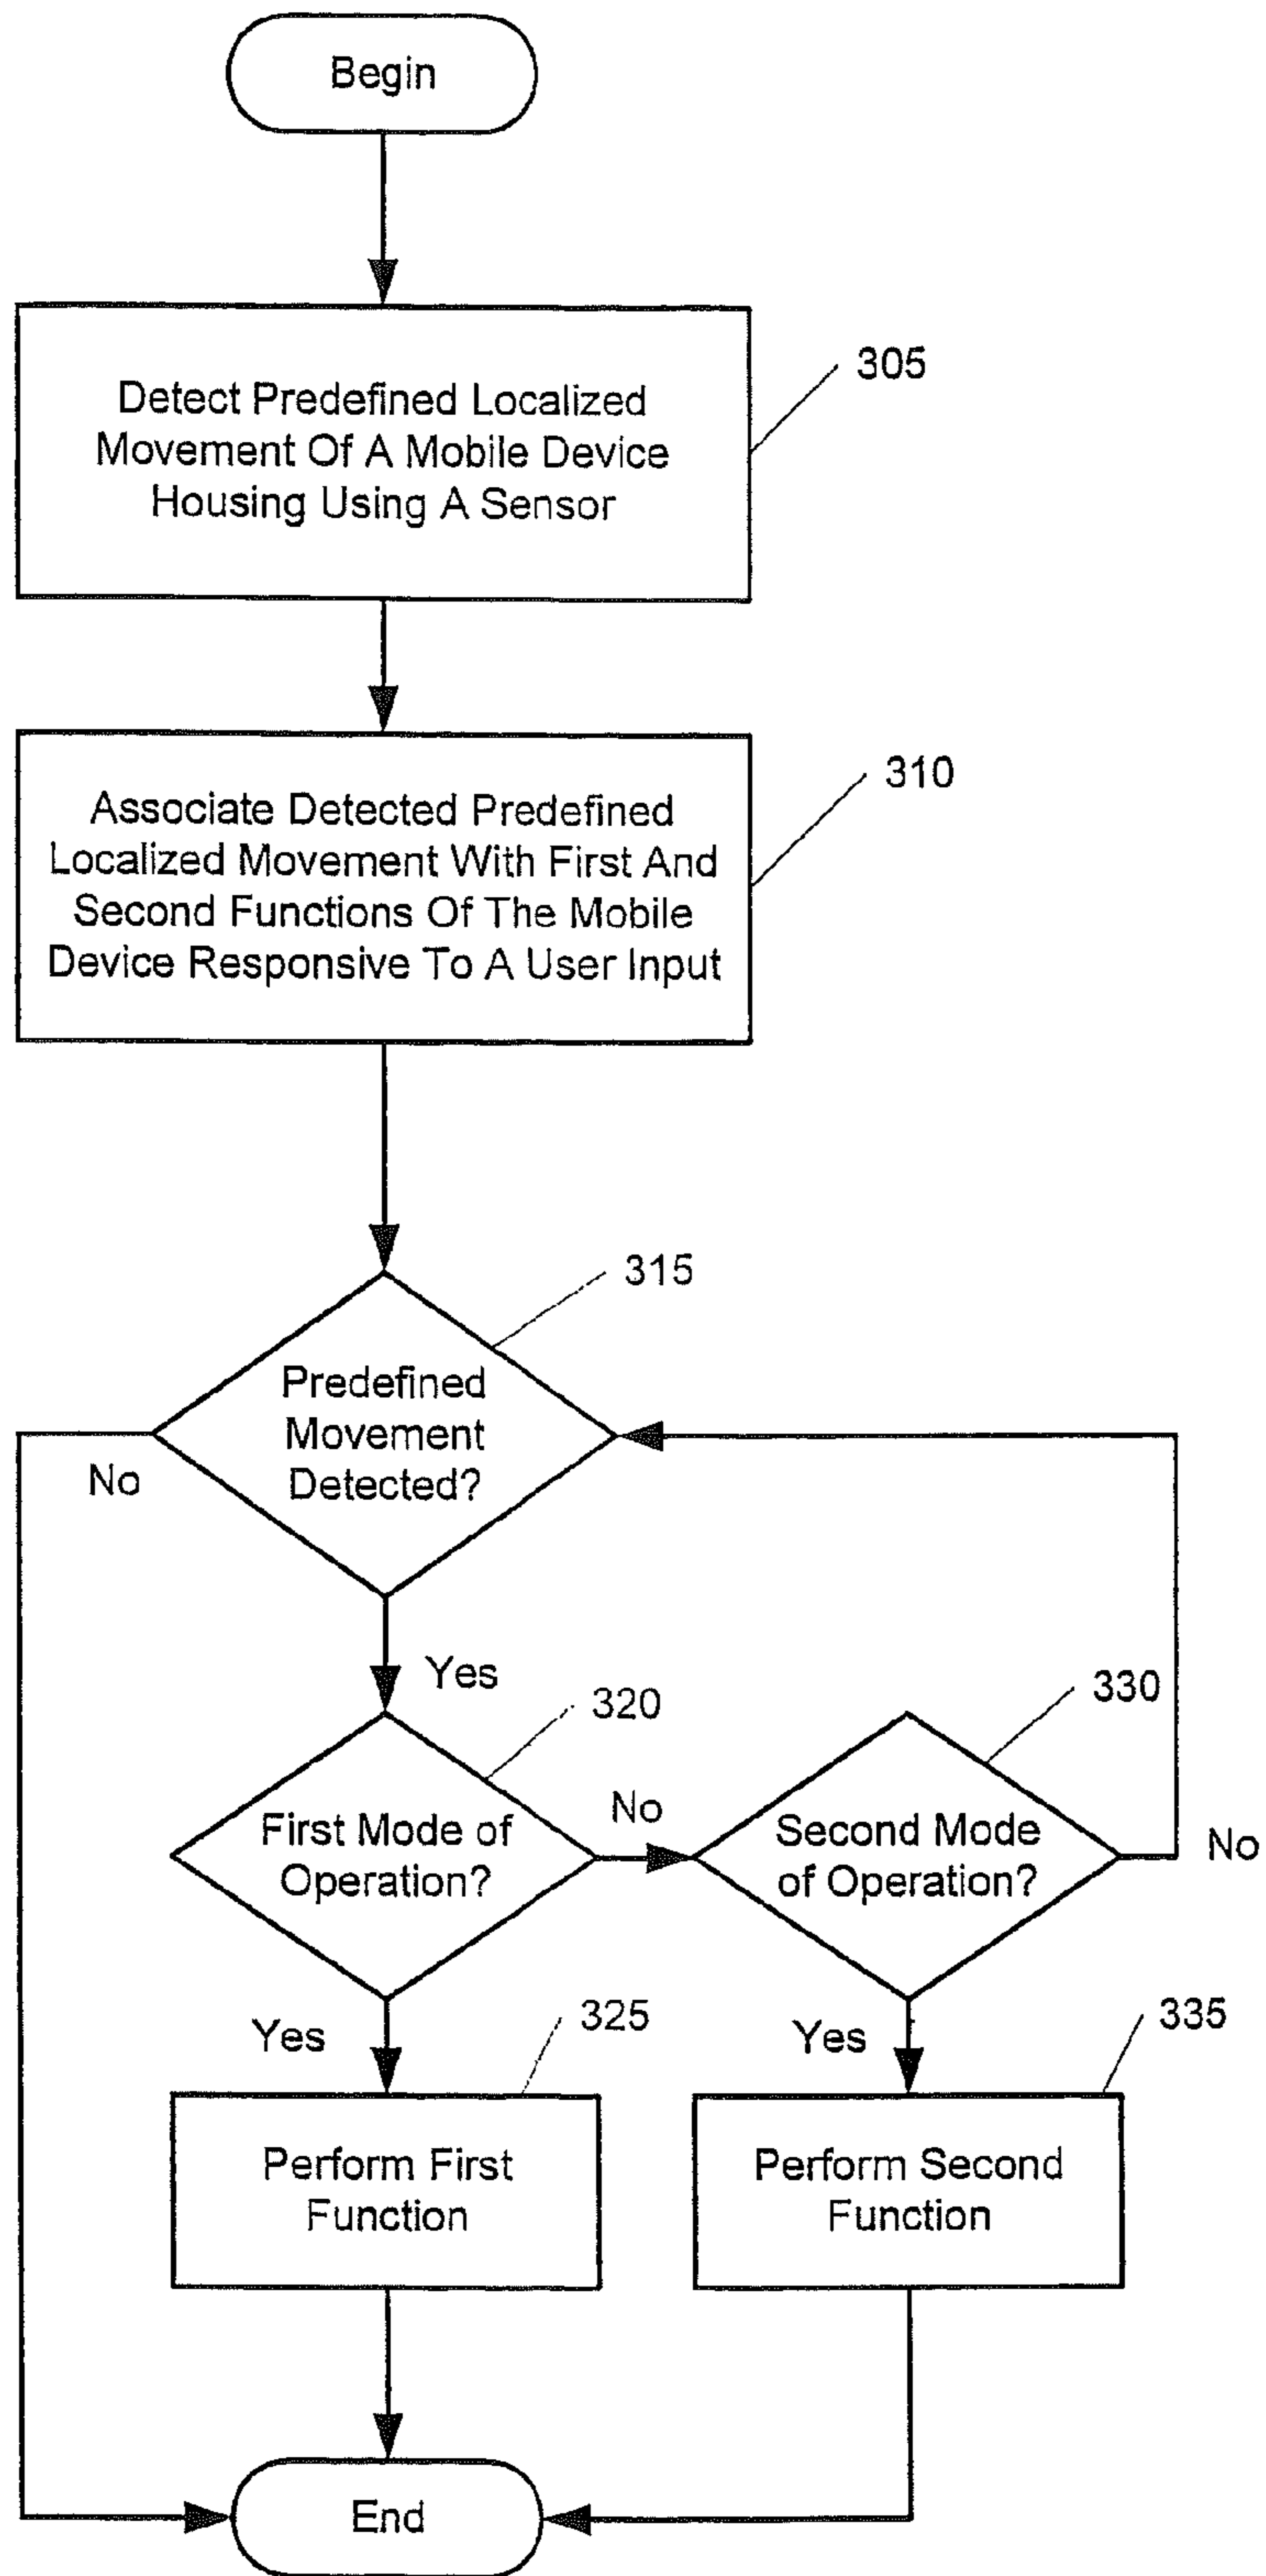 Begin
Detect Predefined Localized
Movement Of A Mobile Device
Housing Using A Sensor
305
Associate Detected Predefined
Localized Movement With First And
Second Functions Of The Mobile
Device Responsive To A User Input
310
315
Predefined
Movement
Detected?
No
Yes
320
First Mode of
Operation?
No
330
Second Mode
of Operation?
No
Yes
325
Perform First
Function
Yes
335
Perform Second
Function
End